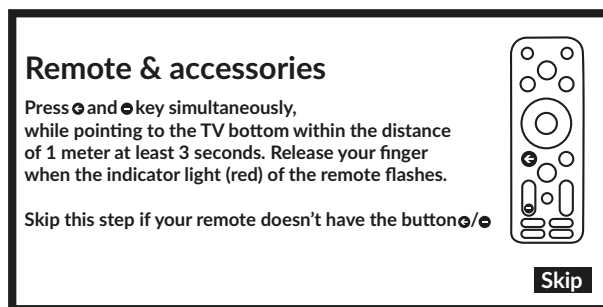 Remote & accessories
Press ← and − key simultaneously,
while pointing to the TV bottom within the distance
of 1 meter at least 3 seconds. Release your finger
when the indicator light (red) of the remote flashes.
Skip this step if your remote doesn't have the button ←/−
Skip